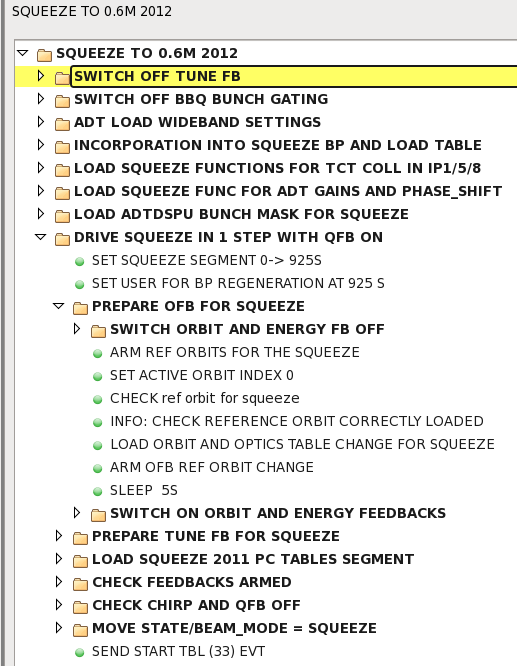 SQUEEZE TO 0.6M 2012
SQUEEZE TO 0.6M 2012
SWITCH OFF TUNE FB
SWITCH OFF BBQ BUNCH GATING
ADT LOAD WIDEBAND SETTINGS
INCORPORATION INTO SQUEEZE BP AND LOAD TABLE
LOAD SQUEEZE FUNCTIONS FOR TCT COLL IN IP1/5/8
LOAD SQUEEZE FUNC FOR ADT GAINS AND PHASE_SHIFT
LOAD ADTDSPU BUNCH MASK FOR SQUEEZE
DRIVE SQUEEZE IN 1 STEP WITH QFB ON
SET SQUEEZE SEGMENT 0-> 925S
SET USER FOR BP REGENERATION AT 925 S
PREPARE OFB FOR SQUEEZE
SWITCH ORBIT AND ENERGY FB OFF
ARM REF ORBITS FOR THE SQUEEZE
SET ACTIVE ORBIT INDEX 0
CHECK ref orbit for squeeze
INFO: CHECK REFERENCE ORBIT CORRECTLY LOADED
LOAD ORBIT AND OPTICS TABLE CHANGE FOR SQUEEZE
ARM OFB REF ORBIT CHANGE
SLEEP 5S
SWITCH ON ORBIT AND ENERGY FEEDBACKS
PREPARE TUNE FB FOR SQUEEZE
LOAD SQUEEZE 2011 PC TABLES SEGMENT
CHECK FEEDBACKS ARMED
CHECK CHIRP AND QFB OFF
MOVE STATE/BEAM_MODE = SQUEEZE
SEND START TBL (33) EVT